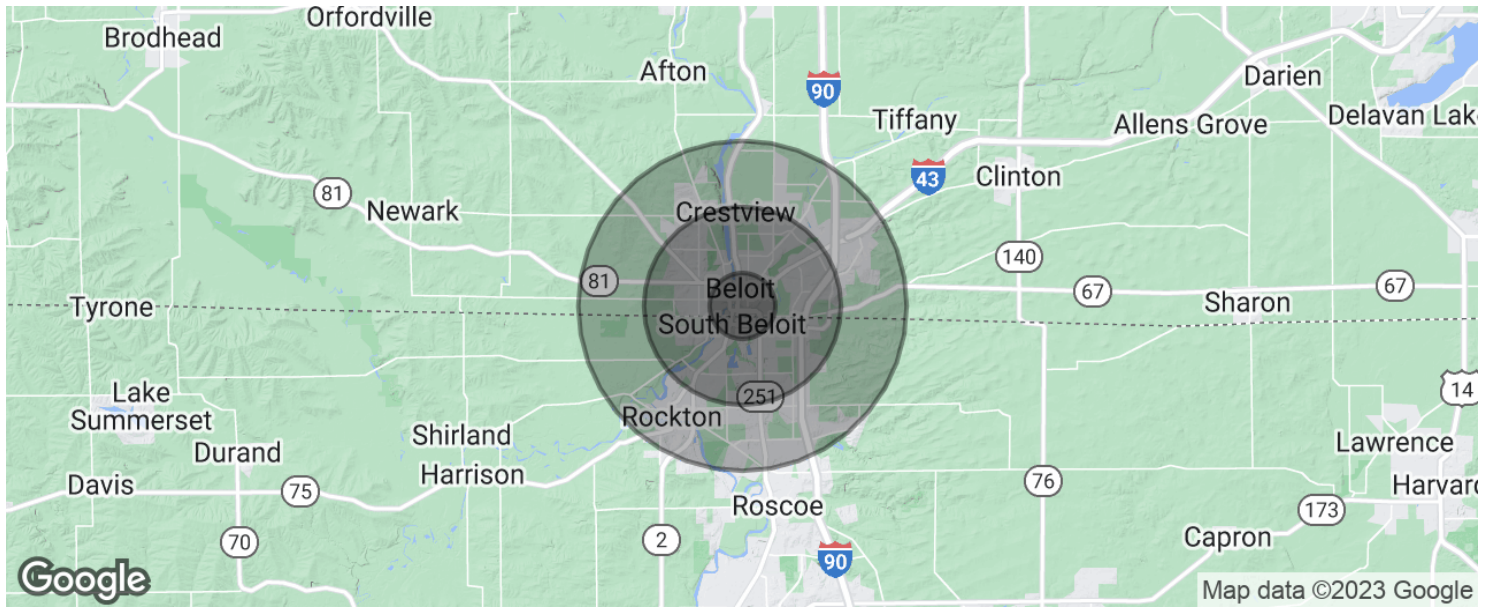 Orfordville
Brodhead
Afton
90
Darien
Tiffany
Allens Grove
Delavan Lak
43
Clinton
81
Newark
Crestview
140
81
Beloit
67
67
Tyrone
Sharon
South Beloit
Lake
Summerset
251
14
Rockton
Shirland
Lawrence
Durand
Harrison
Davis
75
76
Harvard
Roscoe
173
70
2
Capron
90
Google
Map data ©2023 Google